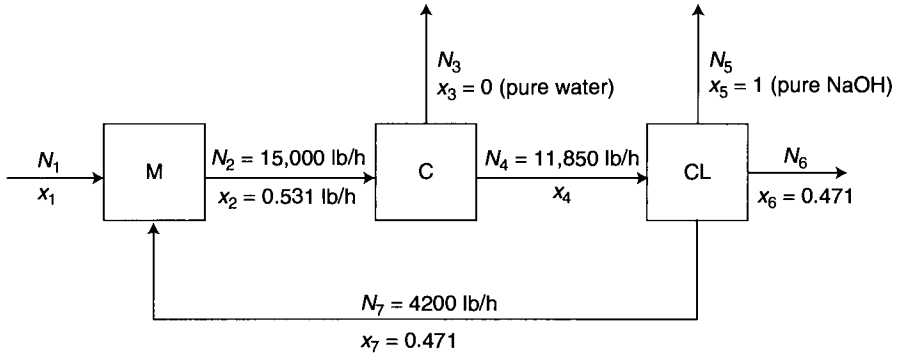 N₃
x₃ = 0 (pure water)
N₅
x₅ = 1 (pure NaOH)
N₁
x₁
M
N₂ = 15,000 lb/h
x₂ = 0.531 lb/h
C
N₄ = 11,850 lb/h
x₄
CL
N₆
x₆ = 0.471
N₇ = 4200 lb/h
x₇ = 0.471